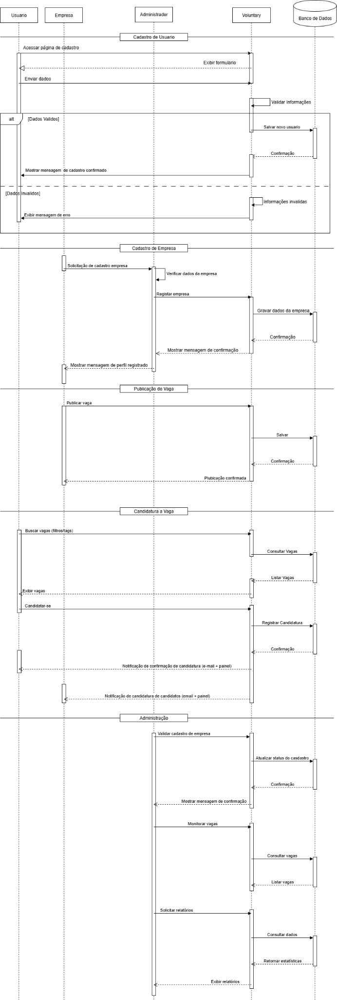 Usuario
Empresa
Administrador
Voluntary
Banco de Dados
Cadastro de Usuario
Acessar página de cadastro
Exibir formulario
Enviar dados
Validar Informações
alt
[Dados Validos]
Salvar novo usuario
Confirmação
Mostrar mensagem de cadastro confirmado
[Dados Invalidos]
Informações invalidas
Exibir mensagem de erro
Cadastro de Empresa
Solicitação de cadastro empresa
Verificar dados da empresa
Registar empresa
Gravar dados da empresa
Confirmação
Mostrar mensagem de confirmação
Mostrar mensagem de perfil registrado
Publicação de Vaga
Publicar vaga
Salvar
Confirmação
Plubicação confirmada
Candidatura a Vaga
Buscar vagas (filtros/tags)
Consultar Vagas
Listar Vagas
Exibir vagas
Candidatar-se
Registrar Candidatura
Confirmação
Notificação de confirmação de candidatura (e-mail + painel)
Notificação de candidatura de candidatos (email + painel)
Administração
Validar cadastro de empresa
Atualizar status do casdastro
Confirmação
Mostrar mensagem de confirmação
Monitorar vagas
Consultar vagas
Listar vagas
Solicitar relatórios
Consultar dados
Retornar estatísticas
Exibir relatórios